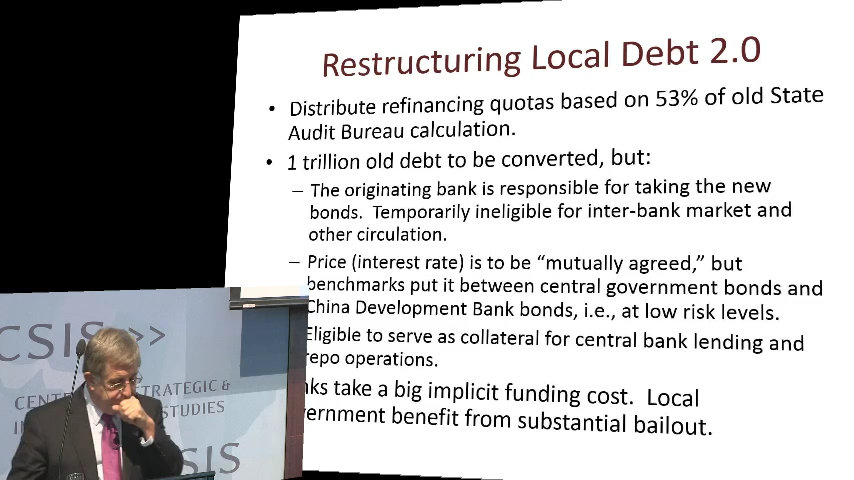 Restructuring Local Debt 2.0
• Distribute refinancing quotas based on 53% of old State
Audit Bureau calculation.
• 1 trillion old debt to be converted, but:
– The originating bank is responsible for taking the new
bonds. Temporarily ineligible for inter-bank market and
other circulation.
– Price (interest rate) is to be “mutually agreed,” but
benchmarks put it between central government bonds and
China Development Bank bonds, i.e., at low risk levels.
Eligible to serve as collateral for central bank lending and
repo operations.
nks take a big implicit funding cost. Local
ernment benefit from substantial bailout.
CSIS >>
CENTE TRATEGIC &
IN STUDIES
SIS